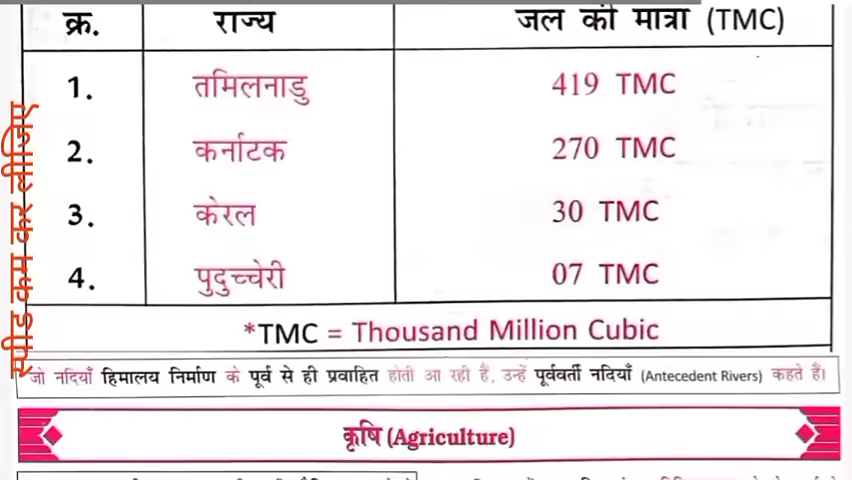 क्र. राज्य जल की मात्रा (TMC)
1. तमिलनाडु 419 TMC
2. कर्नाटक 270 TMC
3. केरल 30 TMC
4. पुदुच्चेरी 07 TMC
*TMC = Thousand Million Cubic
जो नदियाँ हिमालय निर्माण के पूर्व से ही प्रवाहित होती आ रही हैं, उन्हें पूर्ववर्ती नदियाँ (Antecedent Rivers) कहते हैं।
कृषि (Agriculture)
स्पीड कम कर लीजिए